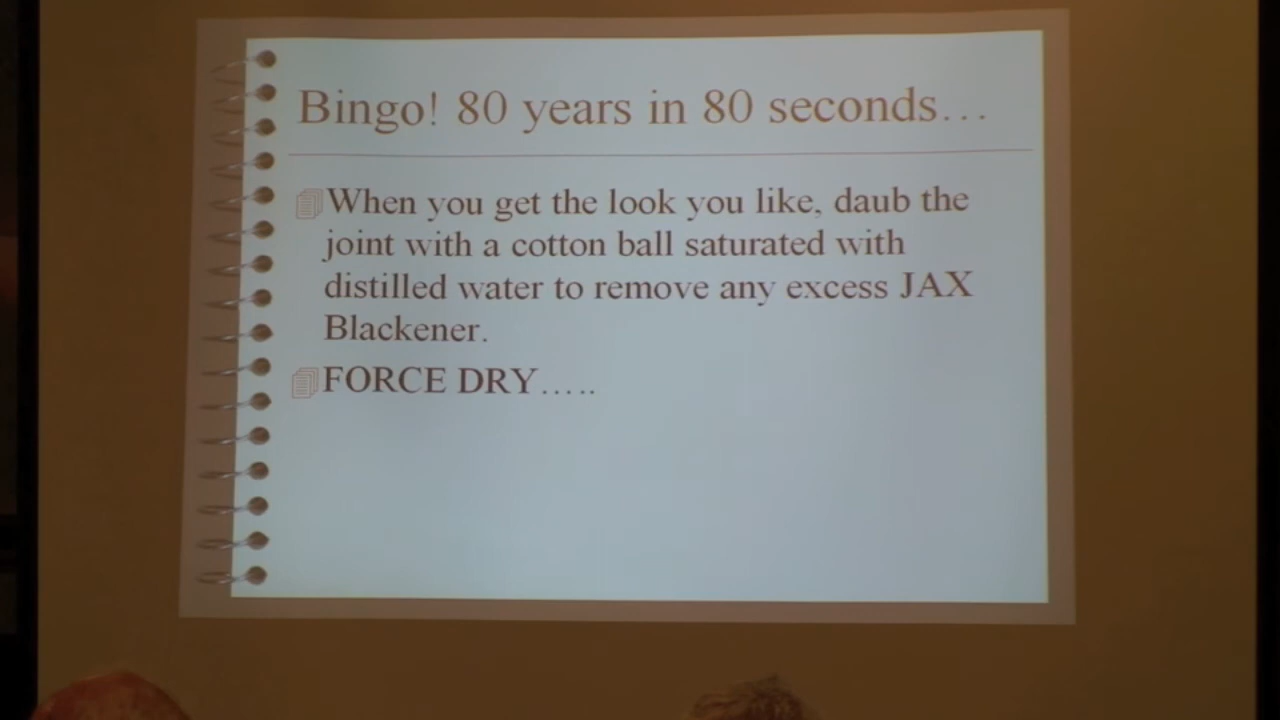 Bingo! 80 years in 80 seconds…
When you get the look you like, daub the
joint with a cotton ball saturated with
distilled water to remove any excess JAX
Blackener.
FORCE DRY…..